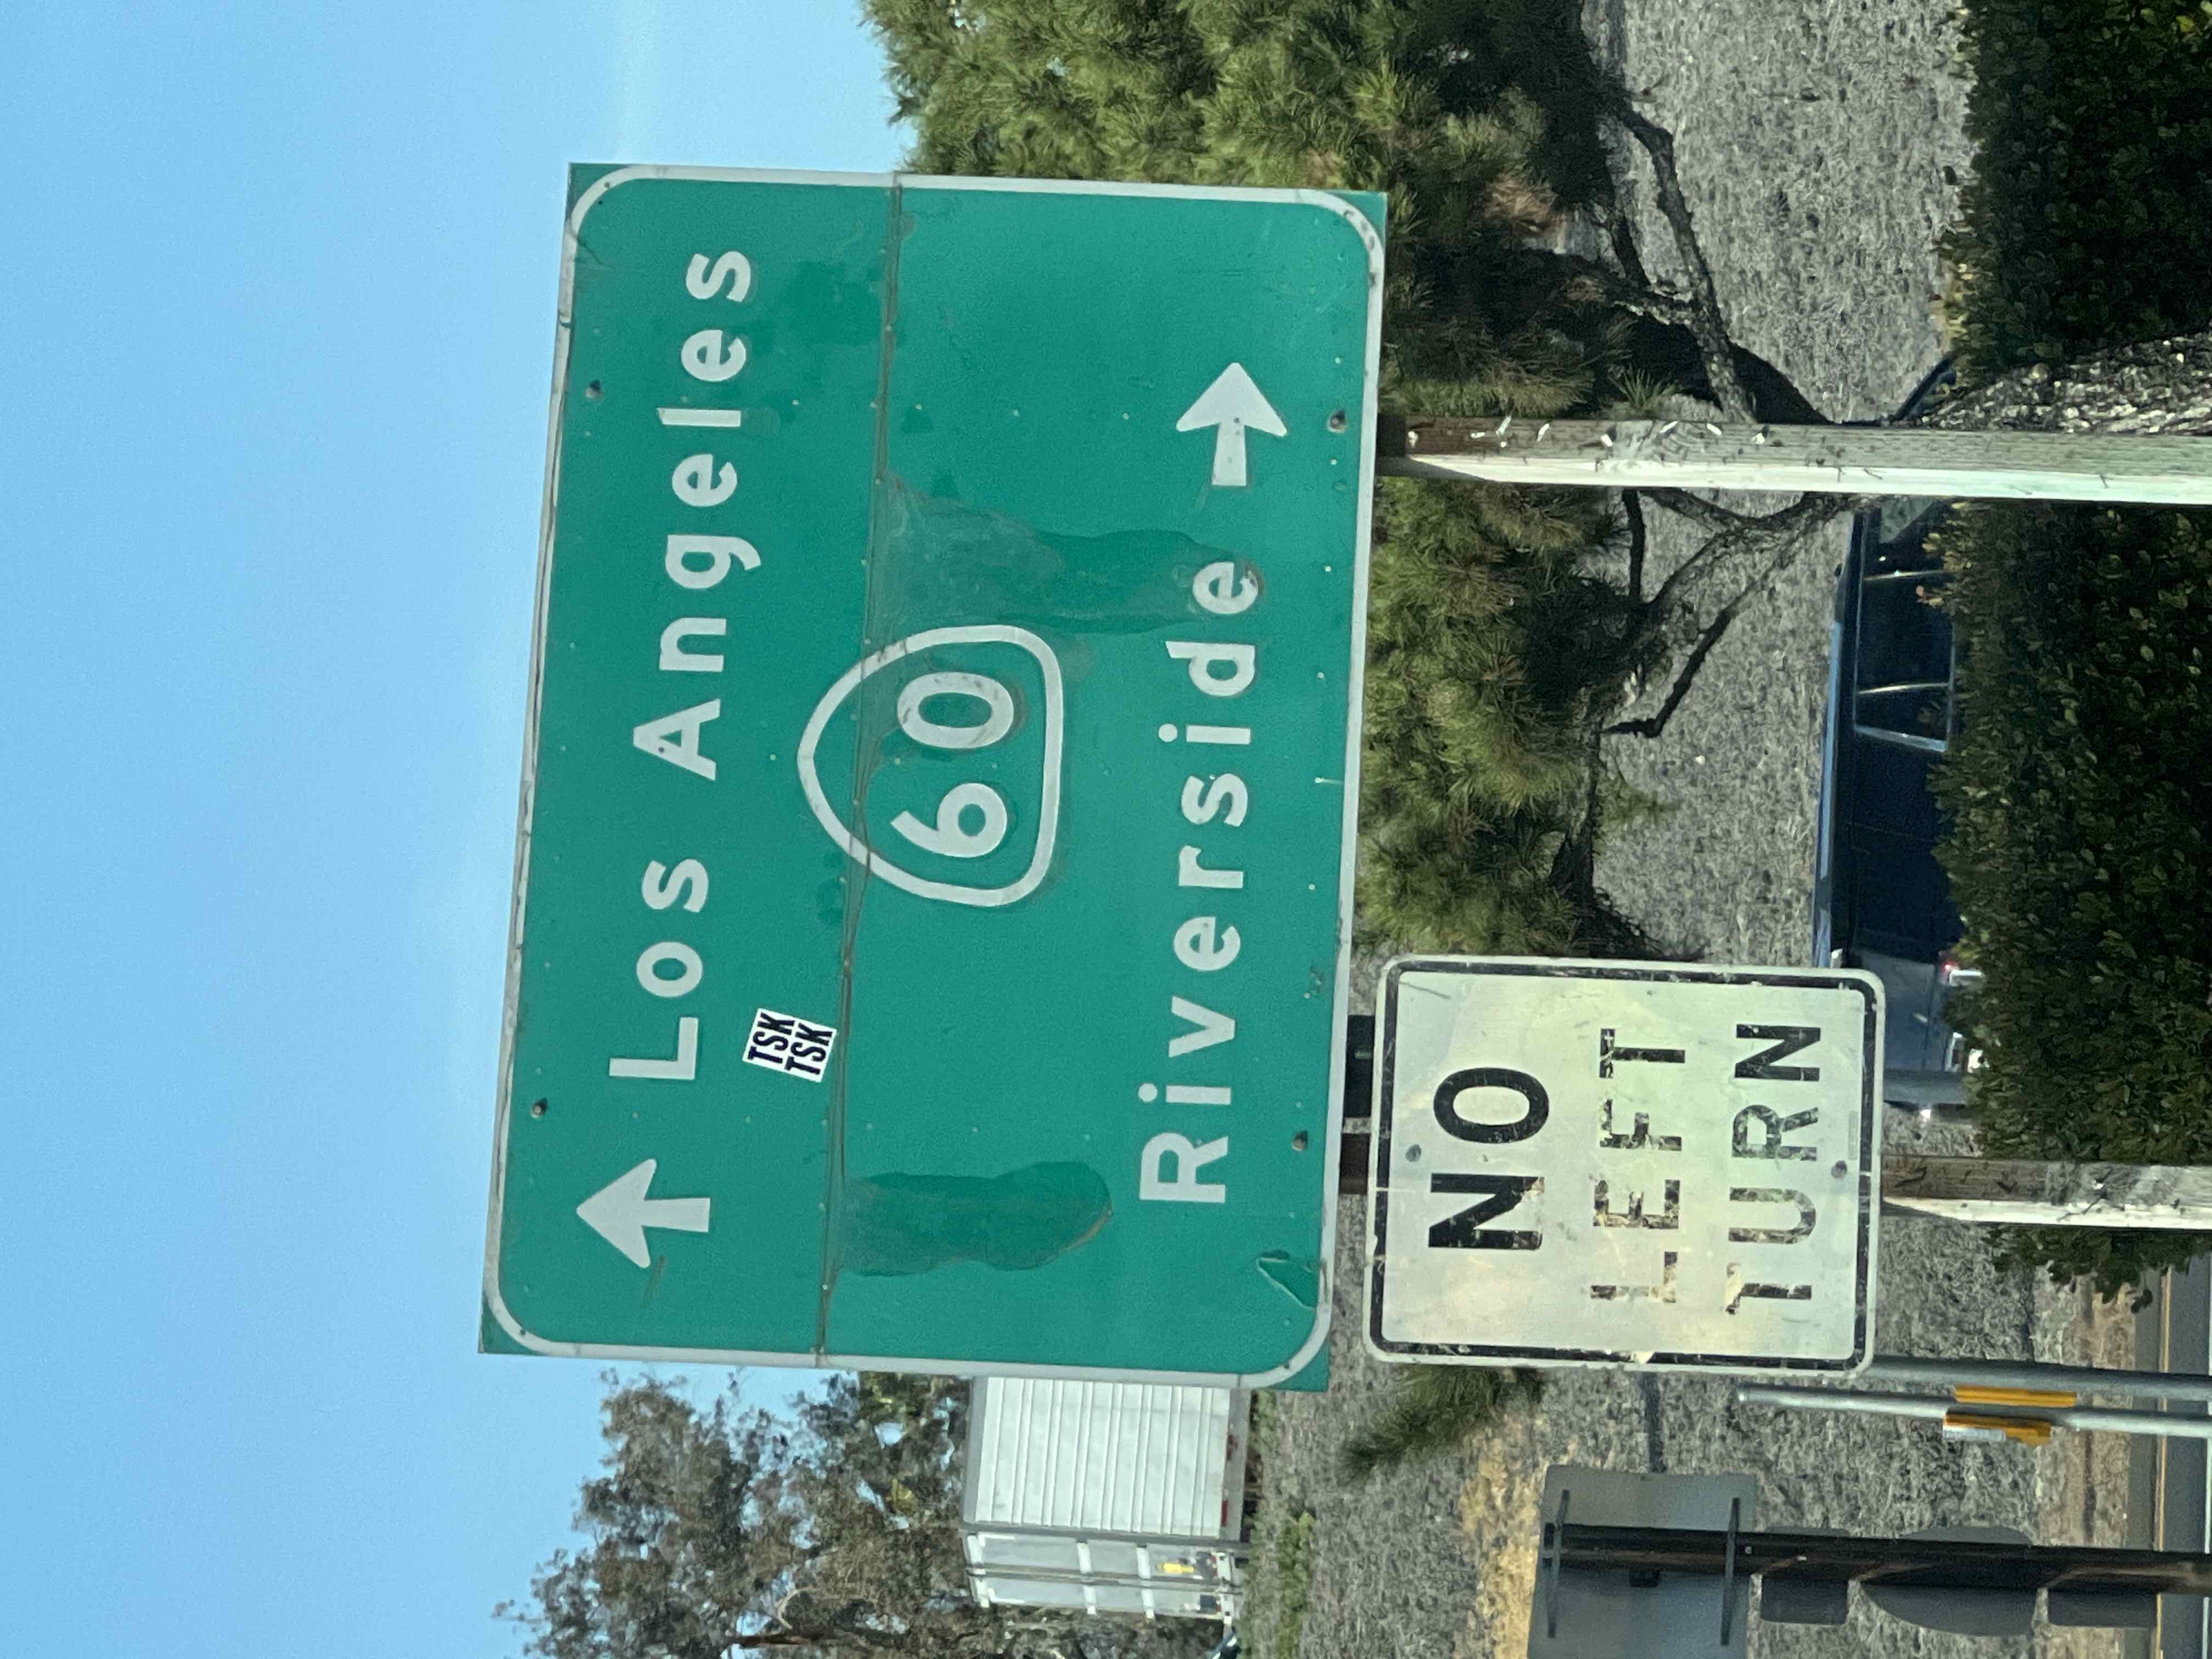 Los Angeles
TSK
TSK
60
Riverside
NO
LEFT
TURN